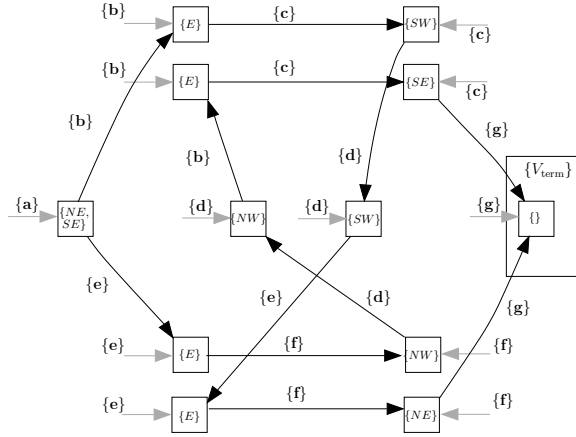 {b} {E} {c} {SW} {c}
{b} {E} {c} {SE} {c}
{b} {b} {d} {g}
{V_term}
{a} {NE, SE} {d} {NW} {d} {SW} {g} {}
{e} {e} {d} {g}
{e} {E} {f} {NW} {f}
{e} {E} {f} {NE} {f}